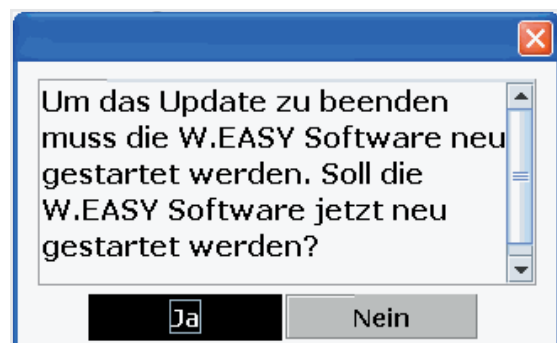 Um das Update zu beenden
muss die W.EASY Software neu
gestartet werden. Soll die
W.EASY Software jetzt neu
gestartet werden?
Ja
Nein